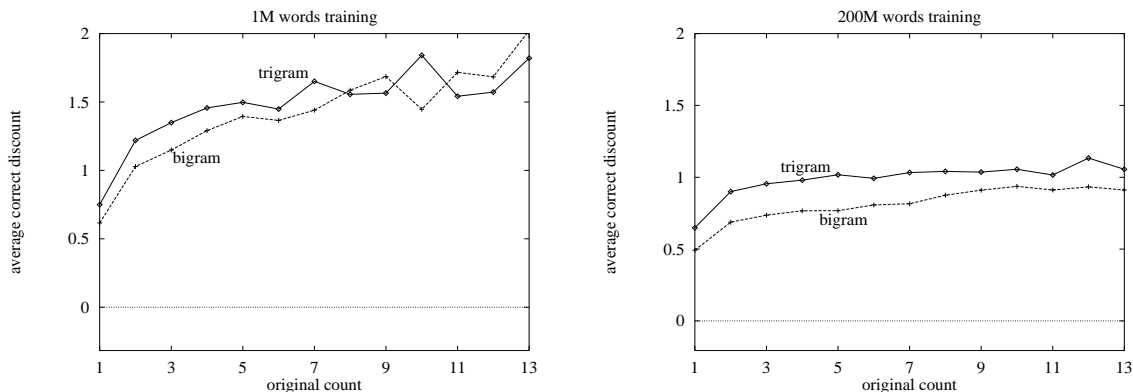 1M words training
2
1.5
1
0.5
0
average correct discount
trigram
bigram
1 3 5 7 9 11 13
original count
200M words training
2
1.5
1
0.5
0
average correct discount
trigram
bigram
1 3 5 7 9 11 13
original count